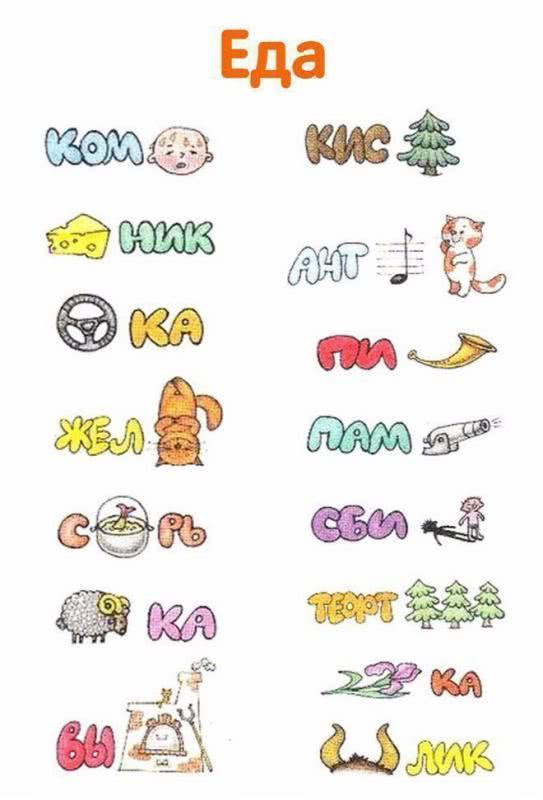 Еда
КОМ
НИК
КА
ЖЕЛ
С РЬ
КА
ВЫ
КИС
АНТ
ПИ
ПАМ
СБИ
ТЕФТ
КА
ЛИК